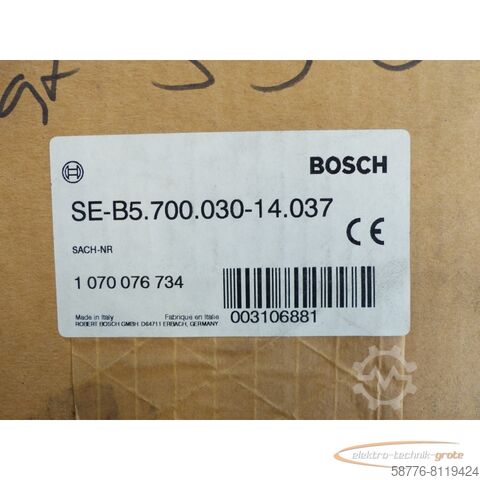 BOSCH
SE-B5.700.030-14.037
CE
SACH-NR
1 070 076 734
003106881
Made in Italy Fabriqué en Italie
ROBERT BOSCH GMBH. D64711 ERBACH, GERMANY
elektro-technik-grote
58776-8119424